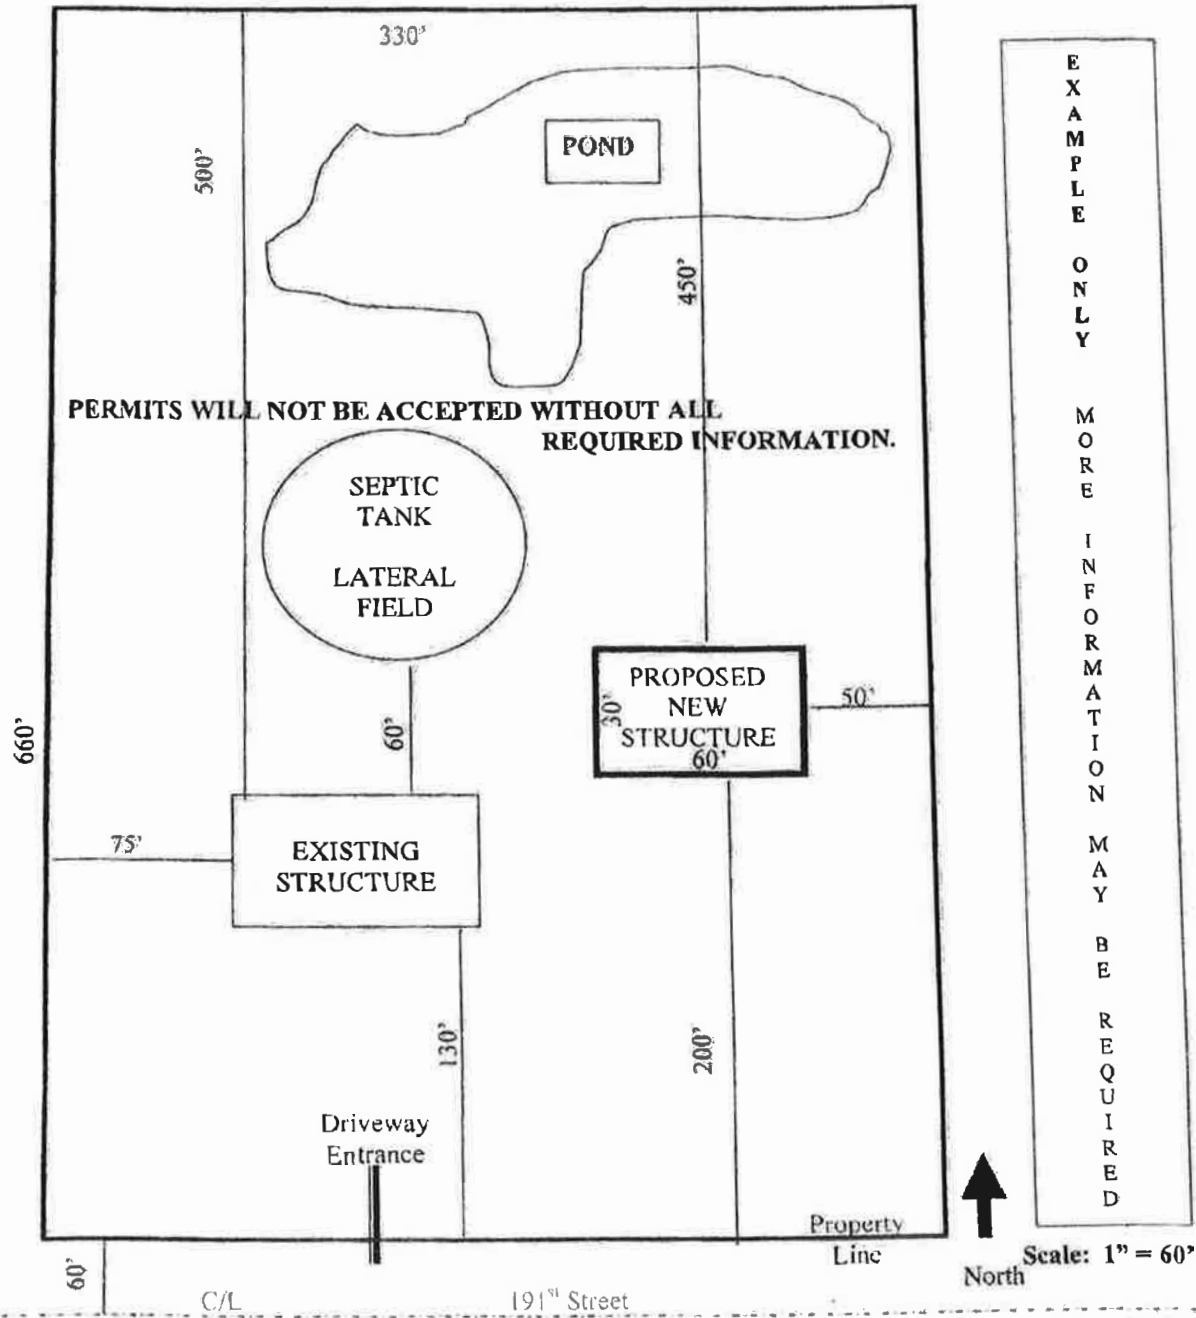 330'
500'
POND
450'
PERMITS WILL NOT BE ACCEPTED WITHOUT ALL
REQUIRED INFORMATION.
SEPTIC
TANK
LATERAL
FIELD
660'
60'
PROPOSED
NEW
STRUCTURE
30'
60'
50'
75'
EXISTING
STRUCTURE
130'
200'
Driveway
Entrance
Property
Line
60'
C/L
191st Street
North
Scale: 1" = 60'
EXAMPLE ONLY MORE INFORMATION MAY BE REQUIRED